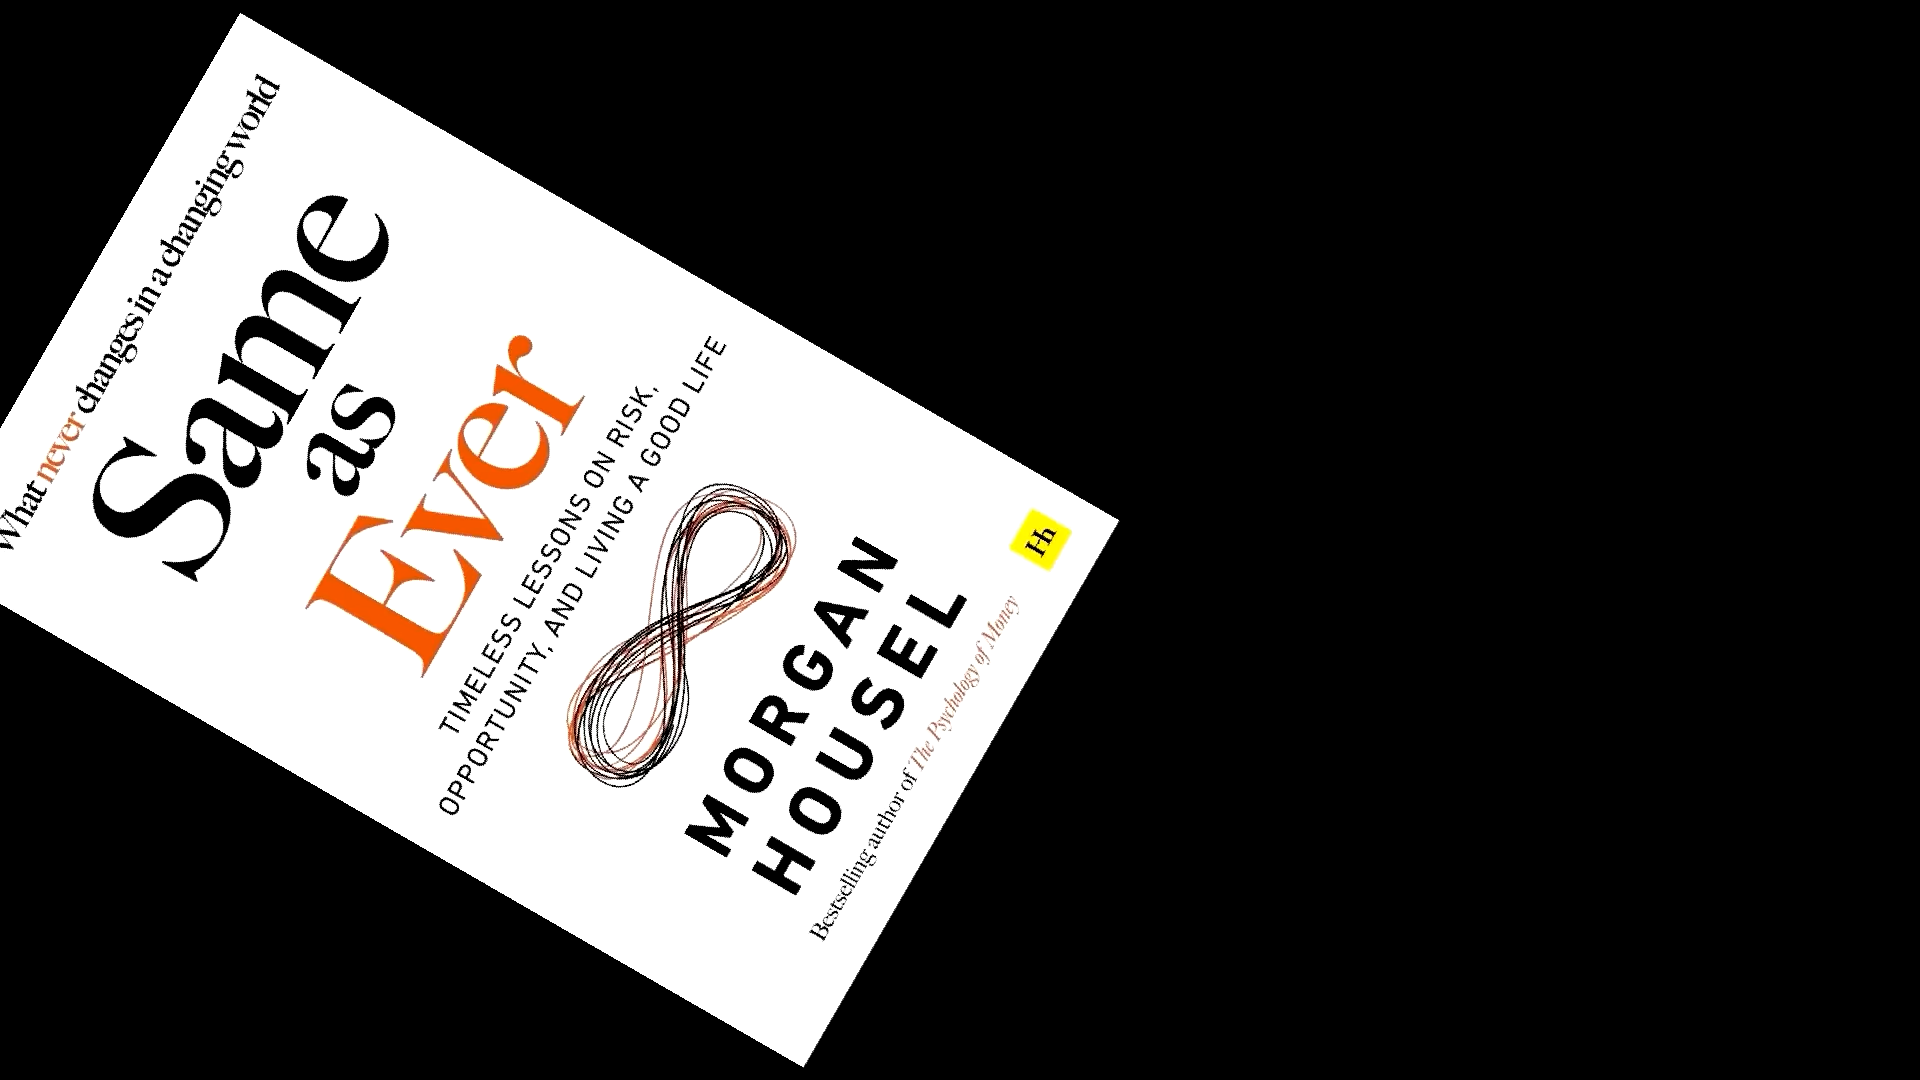 What never changes in a changing world
Same
as
Ever
TIMELESS LESSONS ON RISK,
OPPORTUNITY, AND LIVING A GOOD LIFE
MORGAN
HOUSEL
Bestselling author of The Psychology of Money
Hh